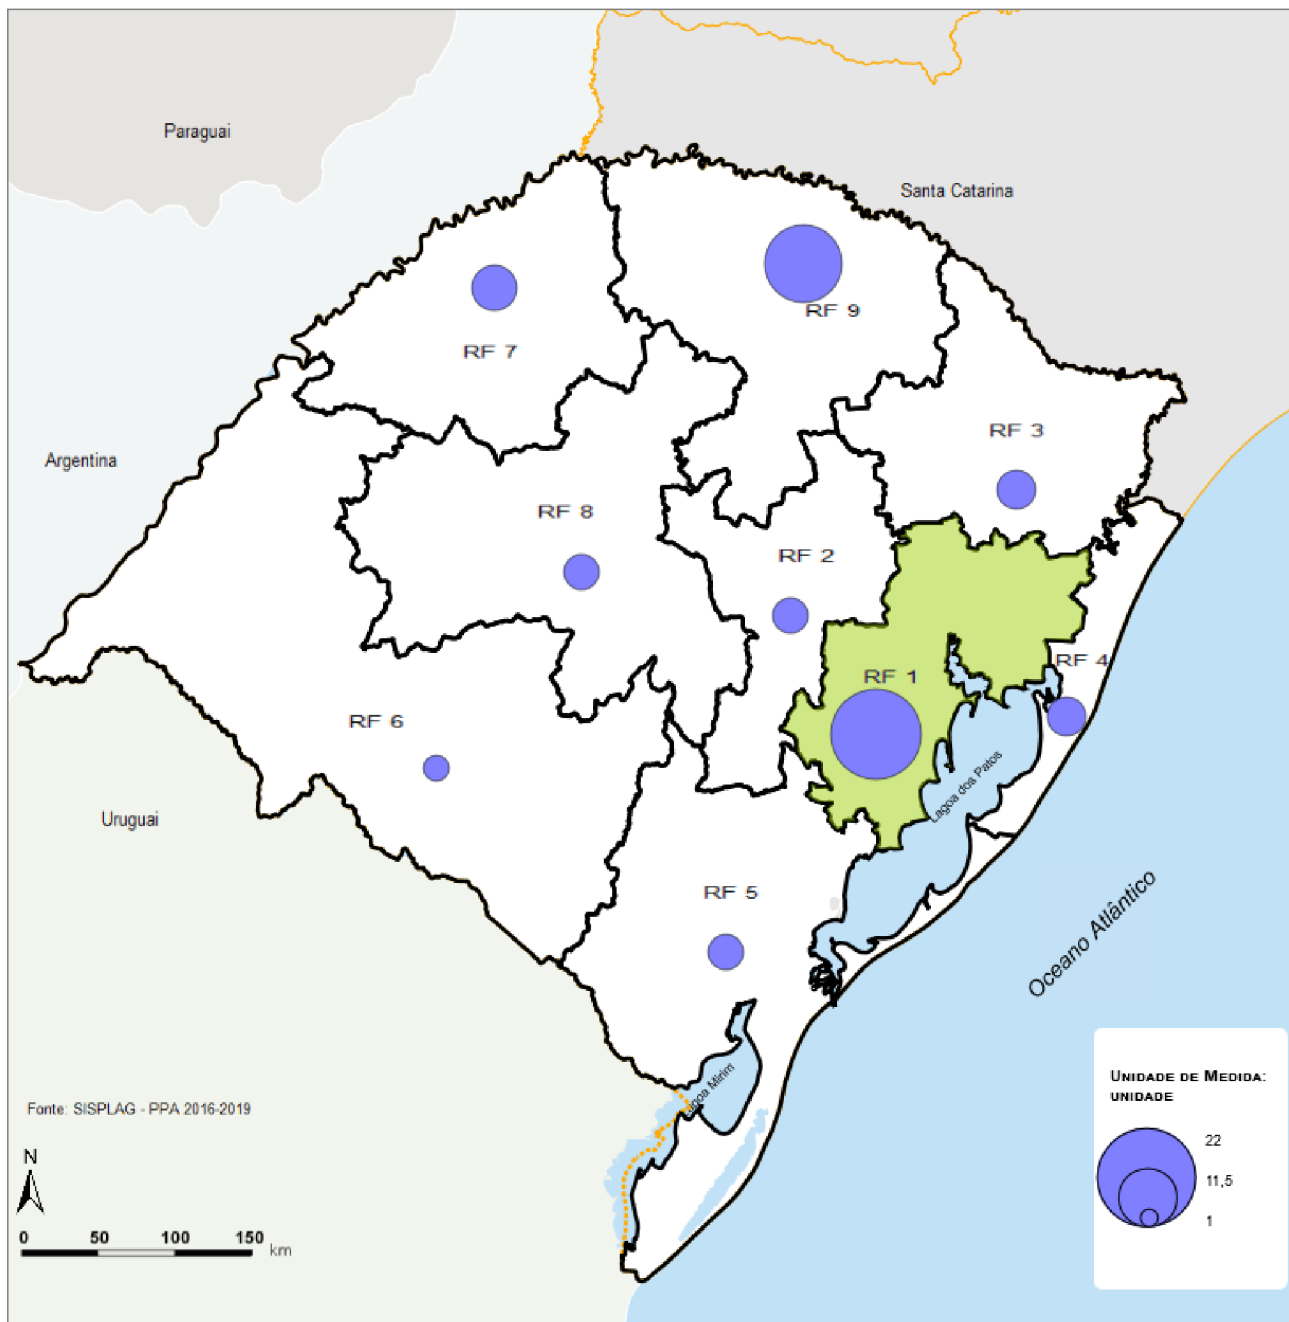 Paraguai
Santa Catarina
RF 9
RF 7
RF 3
Argentina
RF 8
RF 2
RF 4
RF 1
RF 6
Lagoa dos Patos
Uruguai
RF 5
Oceano Atlântico
Lagoa Mirim
Fonte: SISPLAG - PPA 2016-2019
N
0 50 100 150
km
UNIDADE DE MEDIDA:
UNIDADE
22
11,5
1